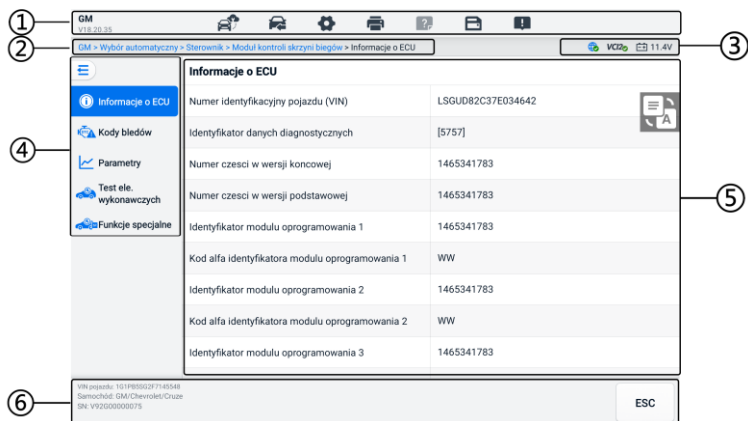 ① GM
V18.20.35
② GM > Wybór automatyczny > Sterownik > Moduł kontroli skrzyni biegów > Informacje o ECU
VCI2 11.4V ③
④
Informacje o ECU
Kody bledów
Parametry
Test ele.
wykonawczych
Funkcje specjalne
Informacje o ECU
Numer identyfikacyjny pojazdu (VIN) LSGUD82C37E034642
Identyfikator danych diagnostycznych [5757]
Numer czesci w wersji koncowej 1465341783
Numer czesci w wersji podstawowej 1465341783
Identyfikator modulu oprogramowania 1 1465341783
Kod alfa identyfikatora modulu oprogramowania 1 WW
Identyfikator modulu oprogramowania 2 1465341783
Kod alfa identyfikatora modulu oprogramowania 2 WW
Identyfikator modulu oprogramowania 3 1465341783
A
⑤
⑥
VIN pojazdu: 1G1PB5SG2F7145548
Samochód: GM/Chevrolet/Cruze
SN: V92G00000075
ESC